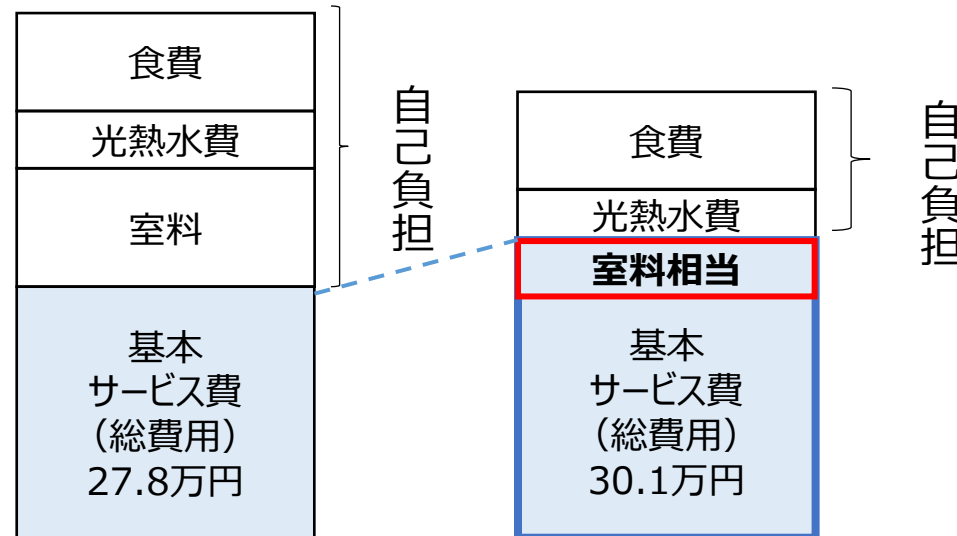 食費
光熱水費
室料
基本
サービス費
（総費用）
27.8万円
自己負担
食費
光熱水費
室料相当
基本
サービス費
（総費用）
30.1万円
自己負担